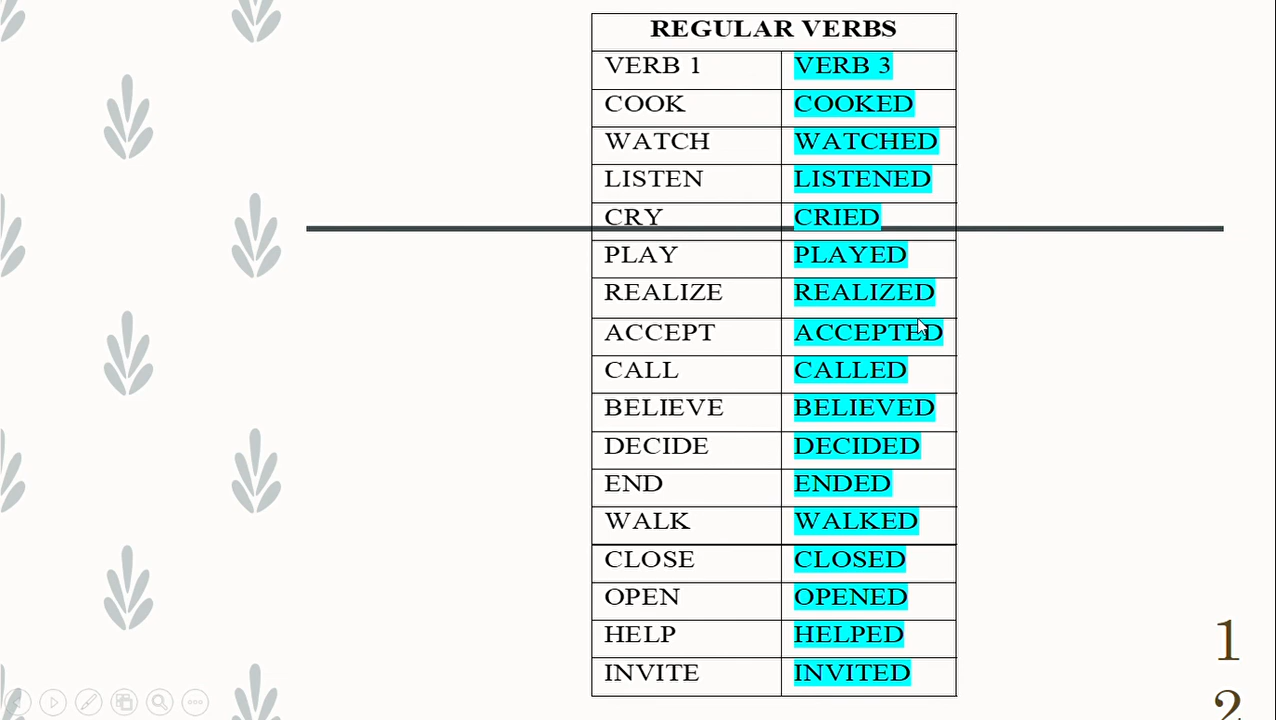 REGULAR VERBS
VERB 1 VERB 3
COOK COOKED
WATCH WATCHED
LISTEN LISTENED
CRY CRIED
PLAY PLAYED
REALIZE REALIZED
ACCEPT ACCEPTED
CALL CALLED
BELIEVE BELIEVED
DECIDE DECIDED
END ENDED
WALK WALKED
CLOSE CLOSED
OPEN OPENED
HELP HELPED
INVITE INVITED
1
2